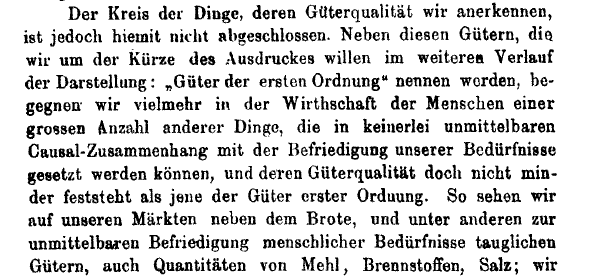 Der Kreis der Dinge, deren Güterqualität wir anerkennen,
ist jedoch hiemit nicht abgeschlossen. Neben diesen Gütern, die
wir um der Kürze des Ausdruckes willen im weiteren Verlauf
der Darstellung: „Güter der ersten Ordnung“ nennen werden, be-
gegnen wir vielmehr in der Wirthschaft der Menschen einer
grossen Anzahl anderer Dinge, die in keinerlei unmittelbaren
Causal-Zusammenhang mit der Befriedigung unserer Bedürfnisse
gesetzt werden können, und deren Güterqualität doch nicht min-
der feststeht als jene der Güter erster Ordnung. So sehen wir
auf unseren Märkten neben dem Brote, und unter anderen zur
unmittelbaren Befriedigung menschlicher Bedürfnisse tauglichen
Gütern, auch Quantitäten von Mehl, Brennstoffen, Salz; wir